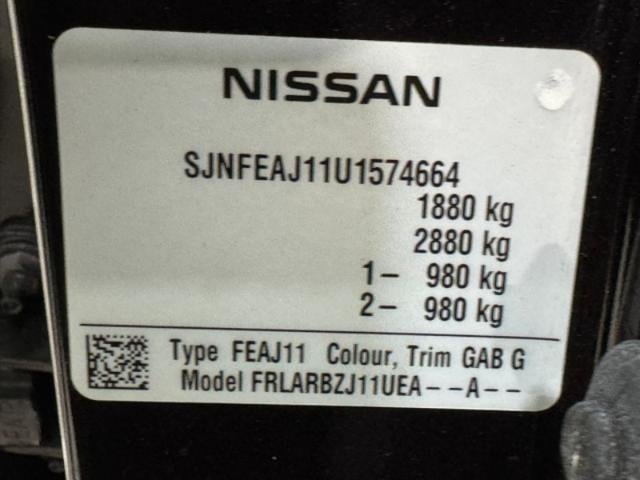 NISSAN
SJNFEAJ11U1574664
1880 kg
2880 kg
1- 980 kg
2- 980 kg
Type FEAJ11 Colour, Trim GAB G
Model FRLARBZJ11UEA--A--